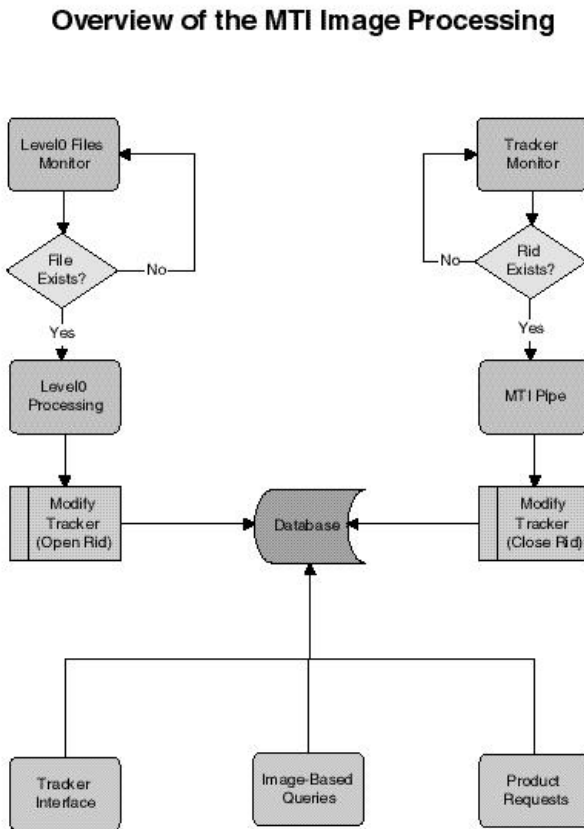 Overview of the MTI Image Processing
Level0 Files
Monitor
File
Exists?
No
Yes
Level0
Processing
Modify
Tracker
(Open Rid)
Tracker
Monitor
Rid
Exists?
No
Yes
MTI Pipe
Modify
Tracker
(Close Rid)
Database
Tracker
Interface
Image-Based
Queries
Product
Requests